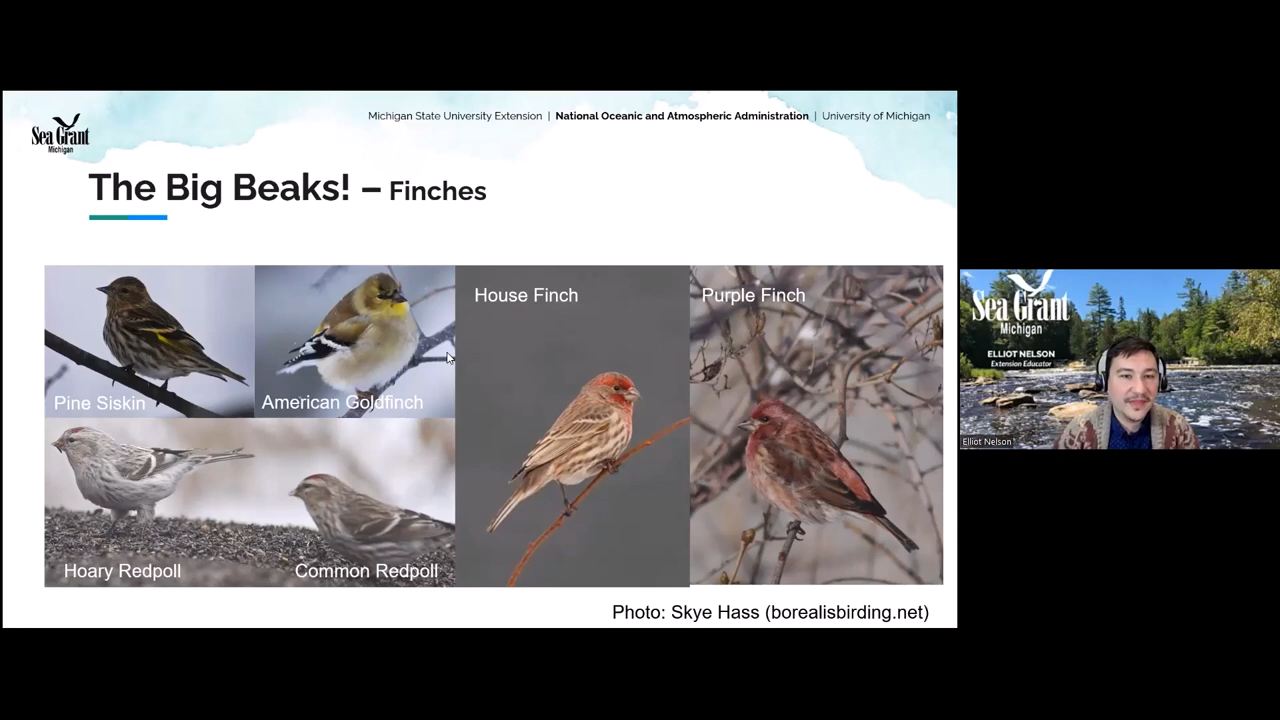 Michigan State University Extension | National Oceanic and Atmospheric Administration | University of Michigan
Sea Grant
Michigan
The Big Beaks! – Finches
Pine Siskin
American Goldfinch
House Finch
Purple Finch
Hoary Redpoll
Common Redpoll
Photo: Skye Hass (borealisbirding.net)
Sea Grant
Michigan
ELLIOT NELSON
Extension Educator
Elliot Nelson